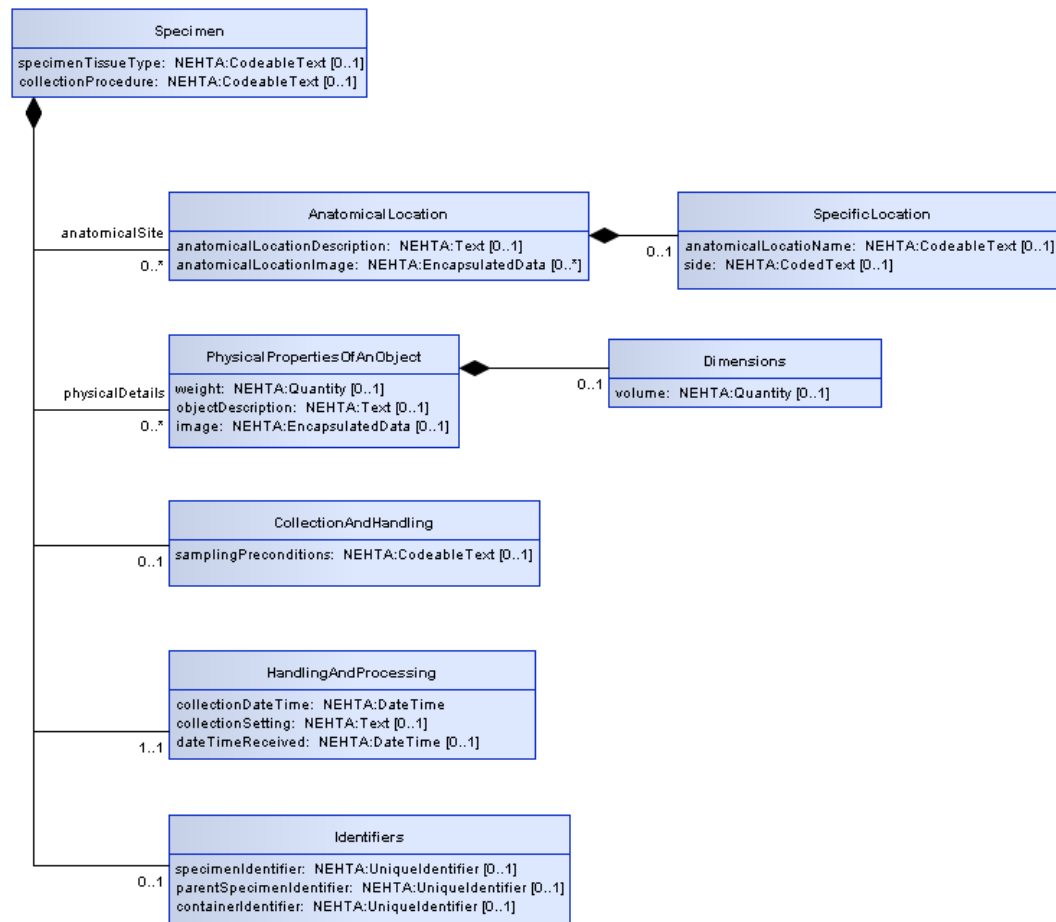 Specimen
specimenTissueType: NEHTA:CodeableText [0..1]
collectionProcedure: NEHTA:CodeableText [0..1]
anatomicalSite
0..*
AnatomicalLocation
anatomicalLocationDescription: NEHTA:Text [0..1]
anatomicalLocationImage: NEHTA:EncapsulatedData [0..*]
0..1
SpecificLocation
anatomicalLocatioName: NEHTA:CodeableText [0..1]
side: NEHTA:CodedText [0..1]
physicalDetails
0..*
PhysicalPropertiesOfAnObject
weight: NEHTA:Quantity [0..1]
objectDescription: NEHTA:Text [0..1]
image: NEHTA:EncapsulatedData [0..1]
0..1
Dimensions
volume: NEHTA:Quantity [0..1]
0..1
CollectionAndHandling
samplingPreconditions: NEHTA:CodeableText [0..1]
1..1
HandlingAndProcessing
collectionDateTime: NEHTA:DateTime
collectionSetting: NEHTA:Text [0..1]
dateTimeReceived: NEHTA:DateTime [0..1]
0..1
Identifiers
specimenIdentifier: NEHTA:UniqueIdentifier [0..1]
parentSpecimenIdentifier: NEHTA:UniqueIdentifier [0..1]
containerIdentifier: NEHTA:UniqueIdentifier [0..1]